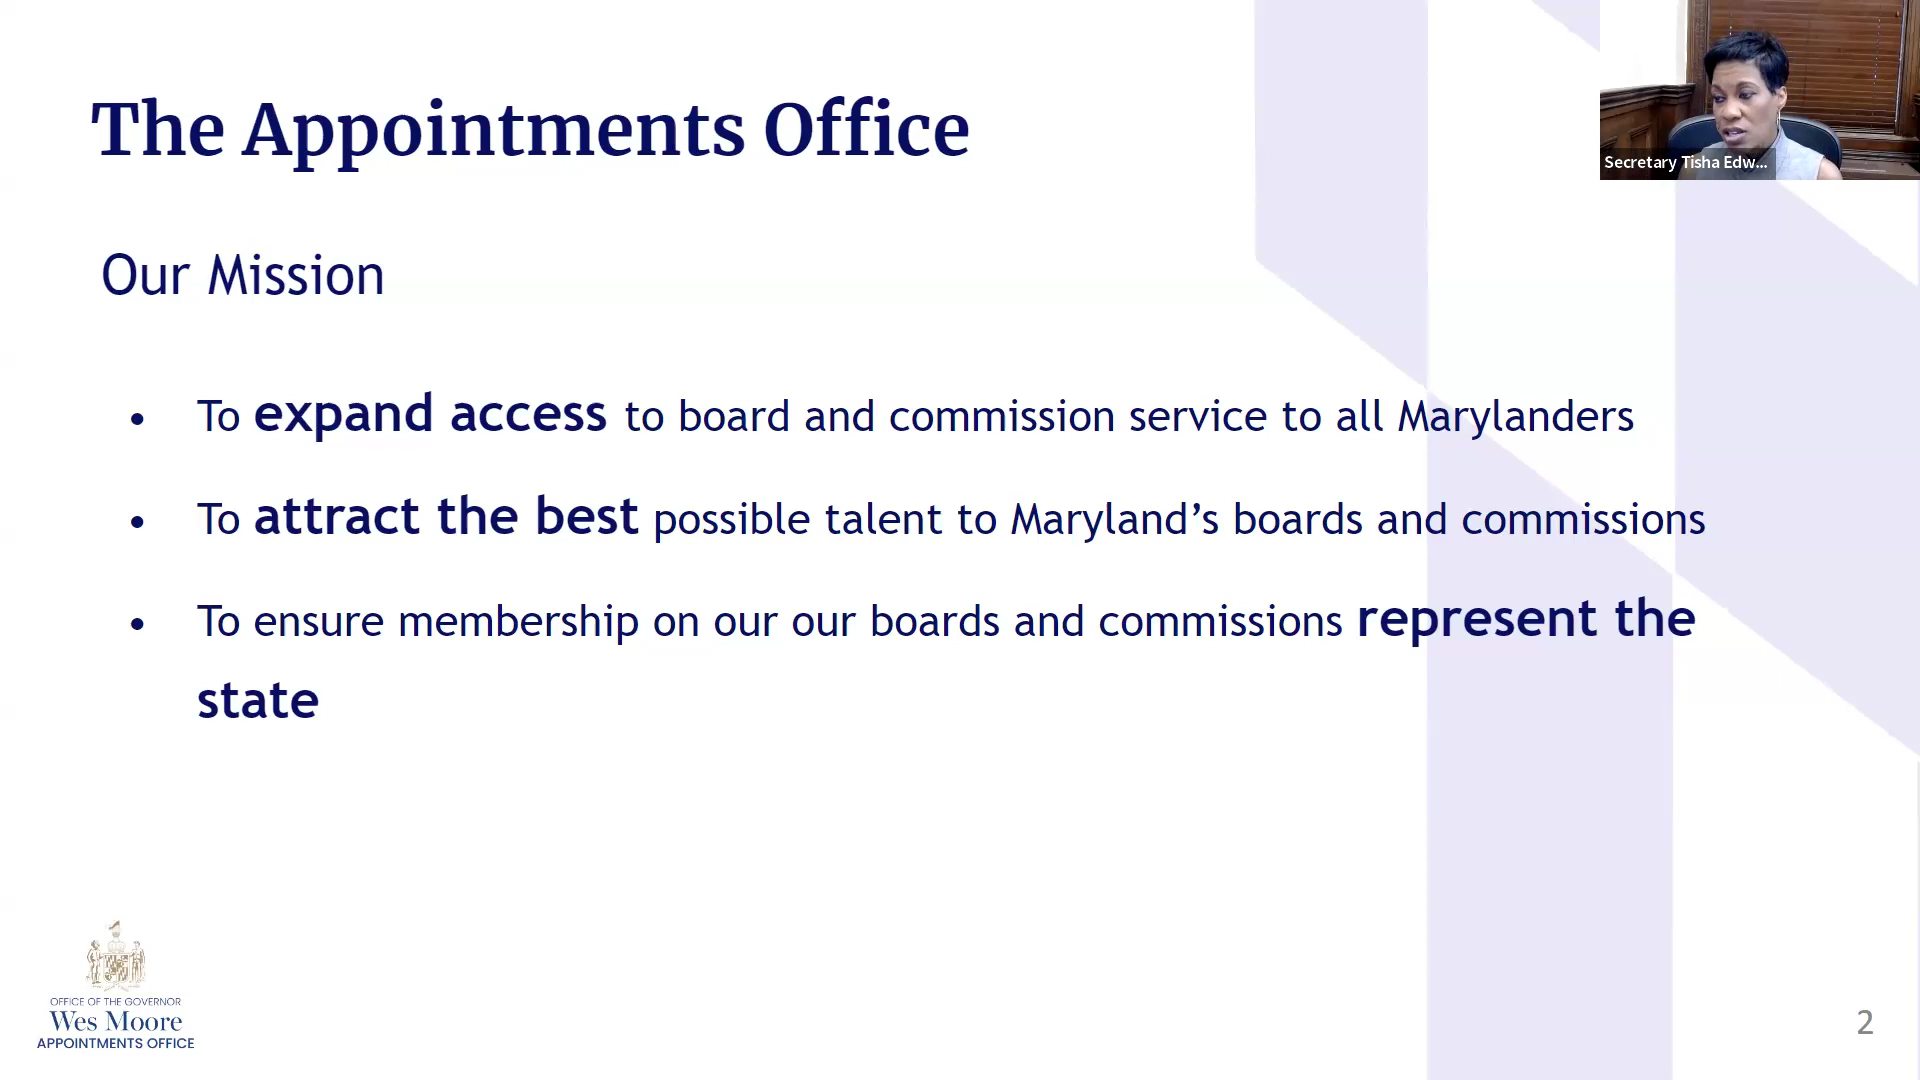 The Appointments Office
Secretary Tisha Edw...
Our Mission
• To expand access to board and commission service to all Marylanders
• To attract the best possible talent to Maryland’s boards and commissions
• To ensure membership on our our boards and commissions represent the
state
OFFICE OF THE GOVERNOR
Wes Moore
APPOINTMENTS OFFICE
2